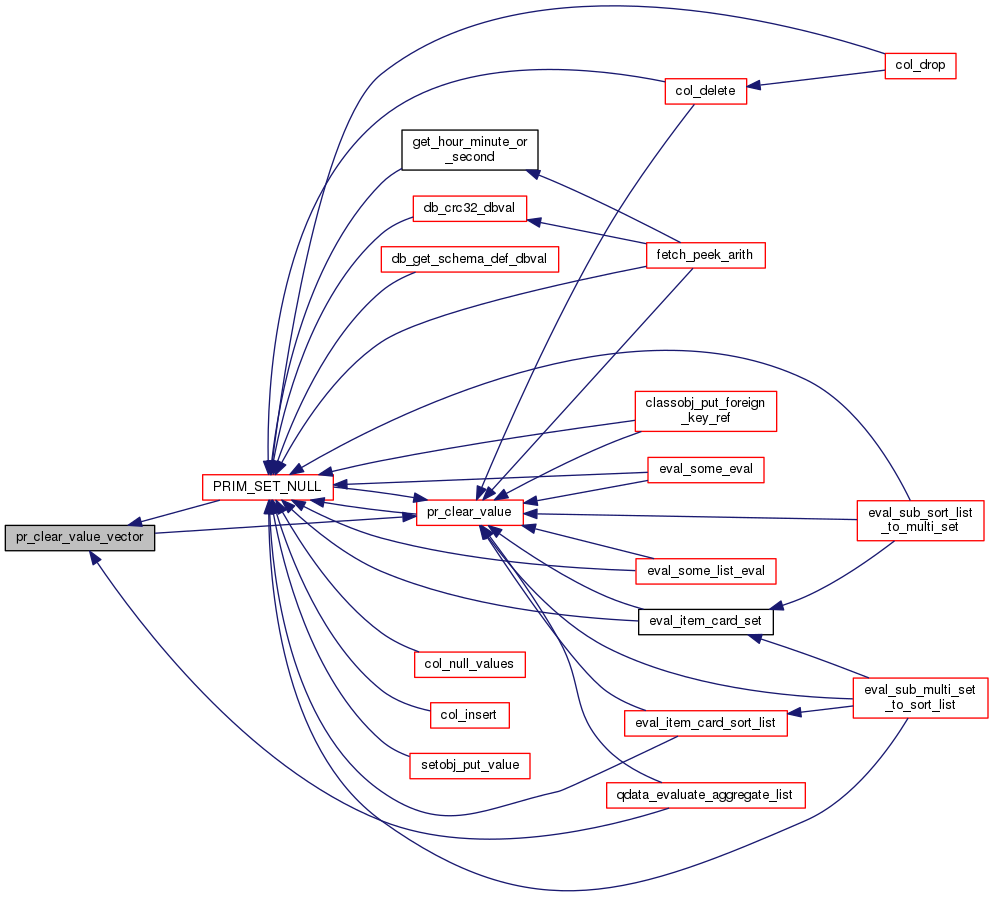 col_drop
col_delete
get_hour_minute_or
_second
db_crc32_dbval
fetch_peek_arith
db_get_schema_def_dbval
classobj_put_foreign
_key_ref
eval_some_eval
PRIM_SET_NULL
pr_clear_value
eval_sub_sort_list
_to_multi_set
pr_clear_value_vector
eval_some_list_eval
eval_item_card_set
col_null_values
eval_sub_multi_set
_to_sort_list
col_insert
eval_item_card_sort_list
setobj_put_value
qdata_evaluate_aggregate_list